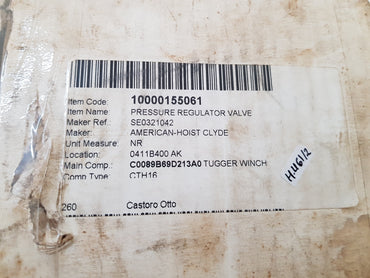 Item Code: 10000155061
Item Name: PRESSURE REGULATOR VALVE
Maker Ref.: SE0321042
Maker: AMERICAN-HOIST CLYDE
Unit Measure: NR
Location: 0411B400 AK
Main Comp.: C0089B69D213A0 TUGGER WINCH
Comp Type: CTH16
260 Castoro Otto